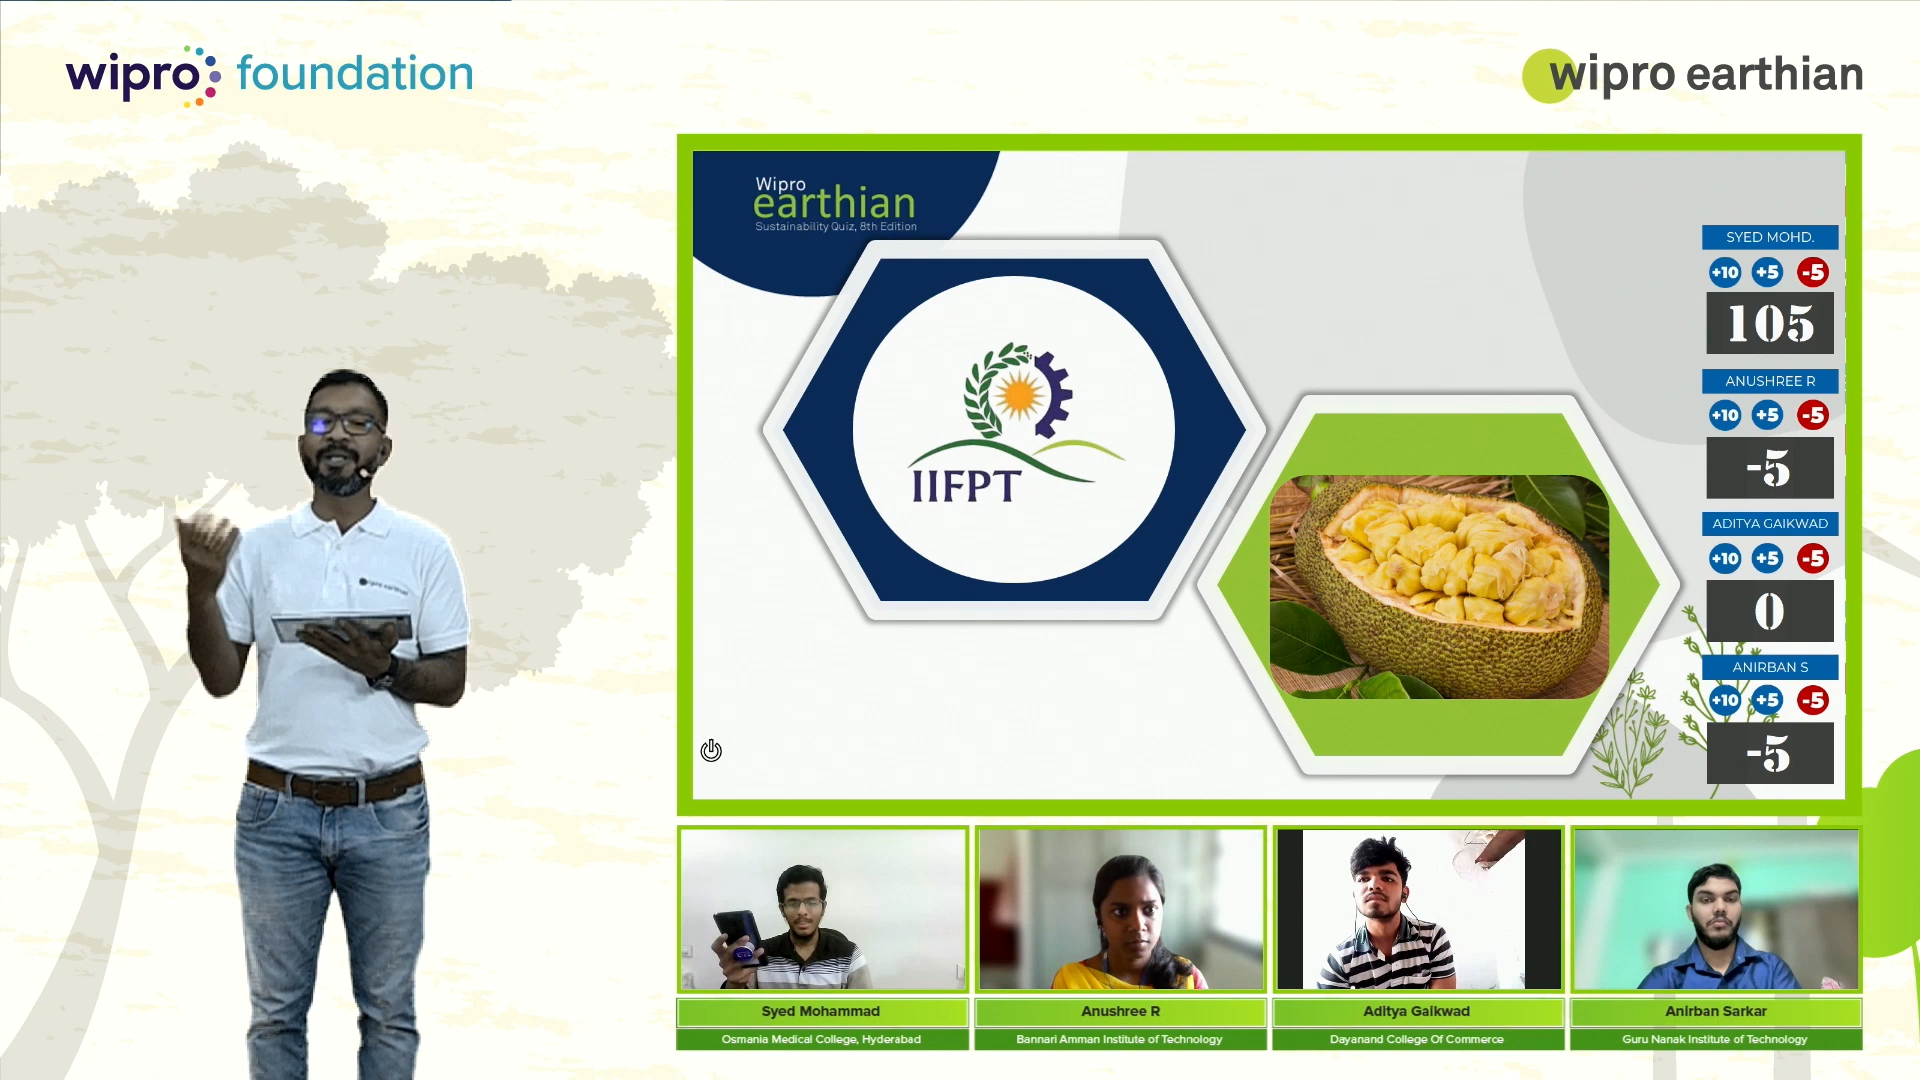 wipro foundation
wipro earthian
Wipro
earthian
Sustainability Quiz, 8th Edition
IIFPT
SYED MOHD.
+10 +5 -5
105
ANUSHREE R
+10 +5 -5
-5
ADITYA GAIKWAD
+10 +5 -5
0
ANIRBAN S
+10 +5 -5
-5
Syed Mohammad
Osmania Medical College, Hyderabad
Anushree R
Bannari Amman Institute of Technology
Aditya Gaikwad
Dayanand College Of Commerce
Anirban Sarkar
Guru Nanak Institute of Technology